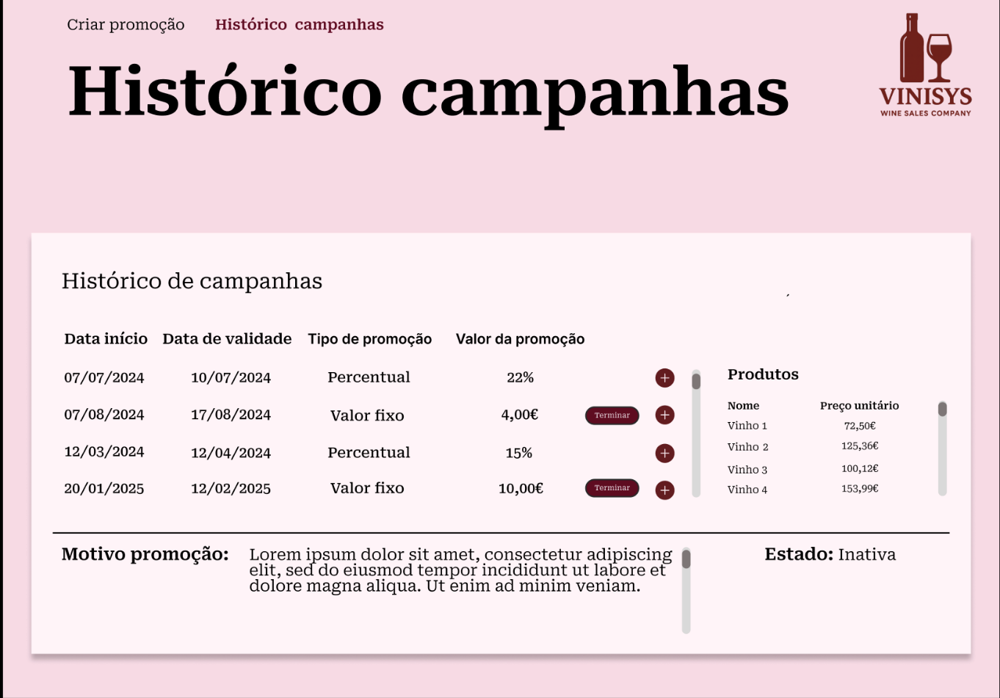 Criar promoção Histórico campanhas
Histórico campanhas
VINISYS
WINE SALES COMPANY
Histórico de campanhas
Data início Data de validade Tipo de promoção Valor da promoção
07/07/2024 10/07/2024 Percentual 22% +
07/08/2024 17/08/2024 Valor fixo 4,00€ Terminar +
12/03/2024 12/04/2024 Percentual 15% +
20/01/2025 12/02/2025 Valor fixo 10,00€ Terminar +
Produtos
Nome Preço unitário
Vinho 1 72,50€
Vinho 2 125,36€
Vinho 3 100,12€
Vinho 4 153,99€
Motivo promoção: Lorem ipsum dolor sit amet, consectetur adipiscing
elit, sed do eiusmod tempor incididunt ut labore et
dolore magna aliqua. Ut enim ad minim veniam.
Estado: Inativa